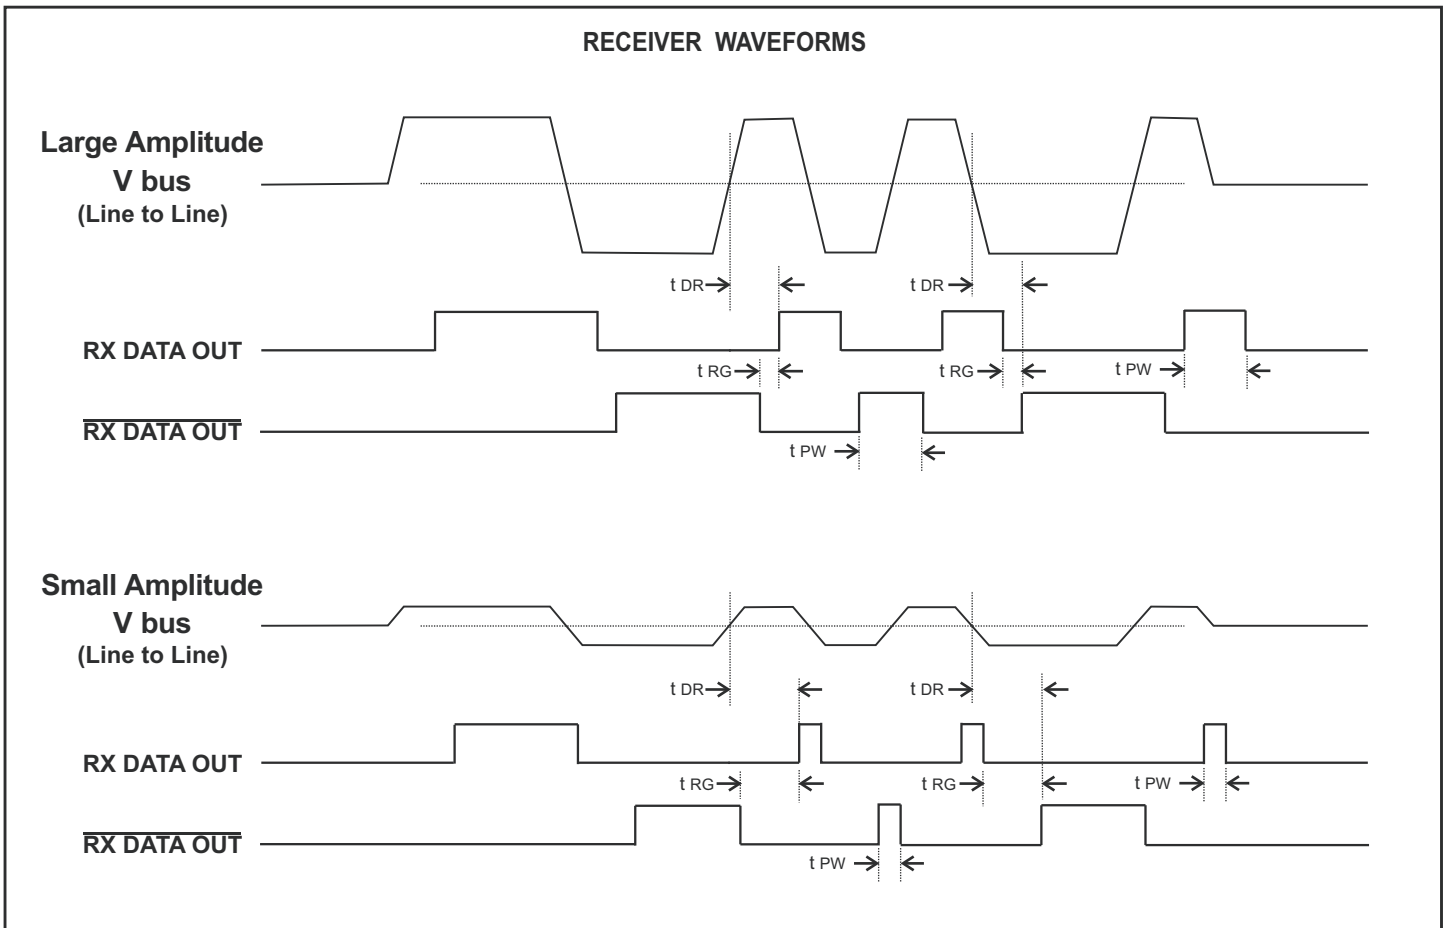 RECEIVER WAVEFORMS
Large Amplitude
V bus
(Line to Line)
t DR
t DR
RX DATA OUT
t RG
t RG
t PW
RX DATA OUT
t PW
Small Amplitude
V bus
(Line to Line)
t DR
t DR
RX DATA OUT
t RG
t RG
t PW
RX DATA OUT
t PW